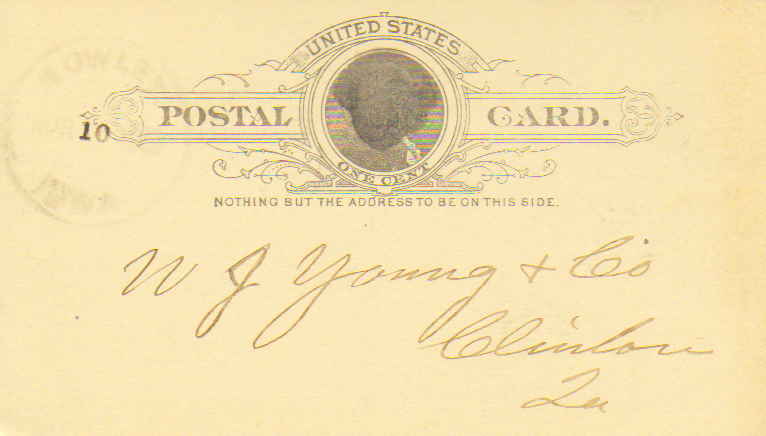 UNITED STATES
POSTAL CARD.
ONE CENT
10
NOTHING BUT THE ADDRESS TO BE ON THIS SIDE.
W J Young & Co
Clinton
Ia